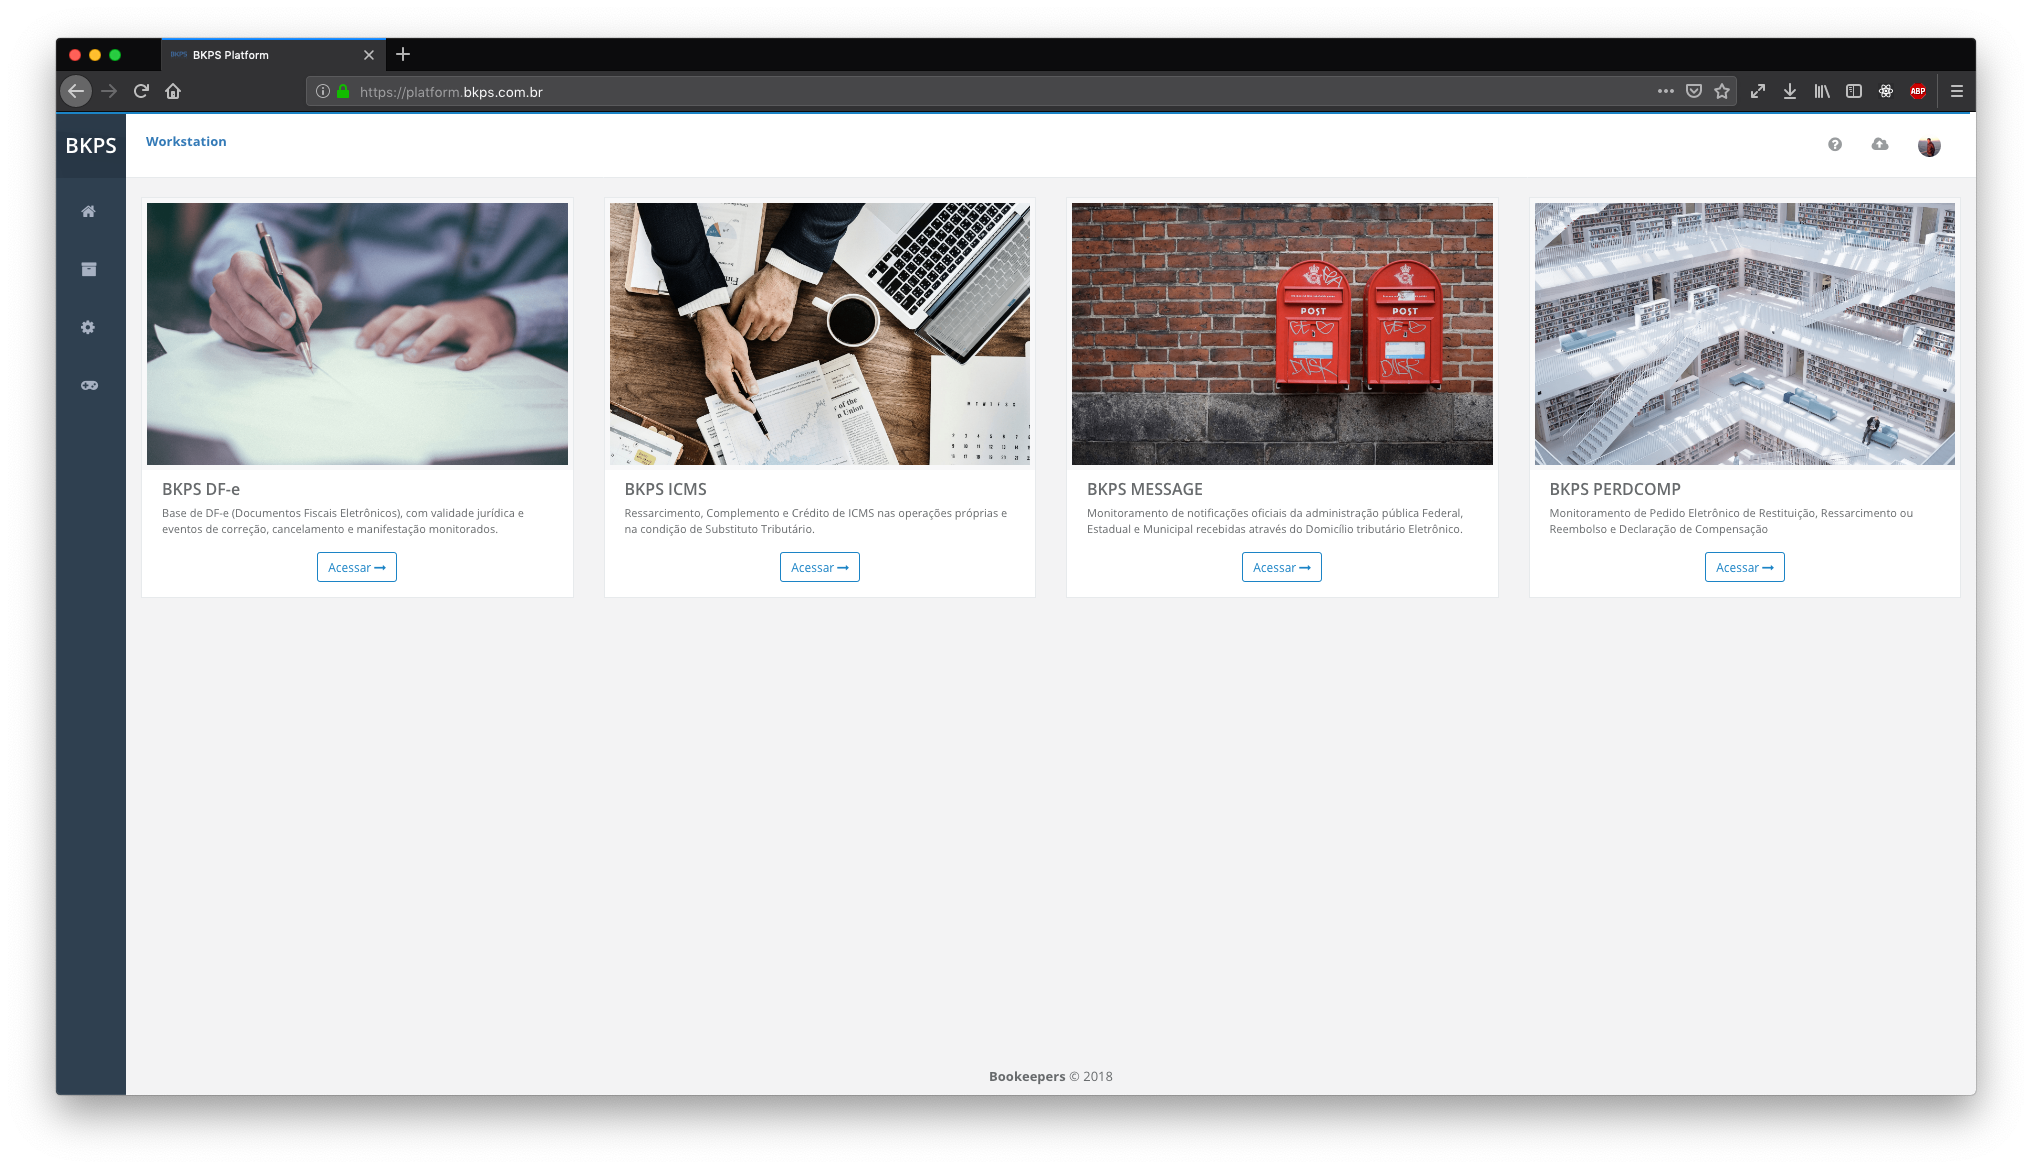 BKPS BKPS Platform
https://platform.bkps.com.br
ABP
BKPS
Workstation
POST
POST
BKPS DF-e
Base de DF-e (Documentos Fiscais Eletrônicos), com validade jurídica e
eventos de correção, cancelamento e manifestação monitorados.
Acessar
BKPS ICMS
Ressarcimento, Complemento e Crédito de ICMS nas operações próprias e
na condição de Substituto Tributário.
Acessar
BKPS MESSAGE
Monitoramento de notificações oficiais da administração pública Federal,
Estadual e Municipal recebidas através do Domicílio tributário Eletrônico.
Acessar
BKPS PERDCOMP
Monitoramento de Pedido Eletrônico de Restituição, Ressarcimento ou
Reembolso e Declaração de Compensação
Acessar
Bookeepers © 2018